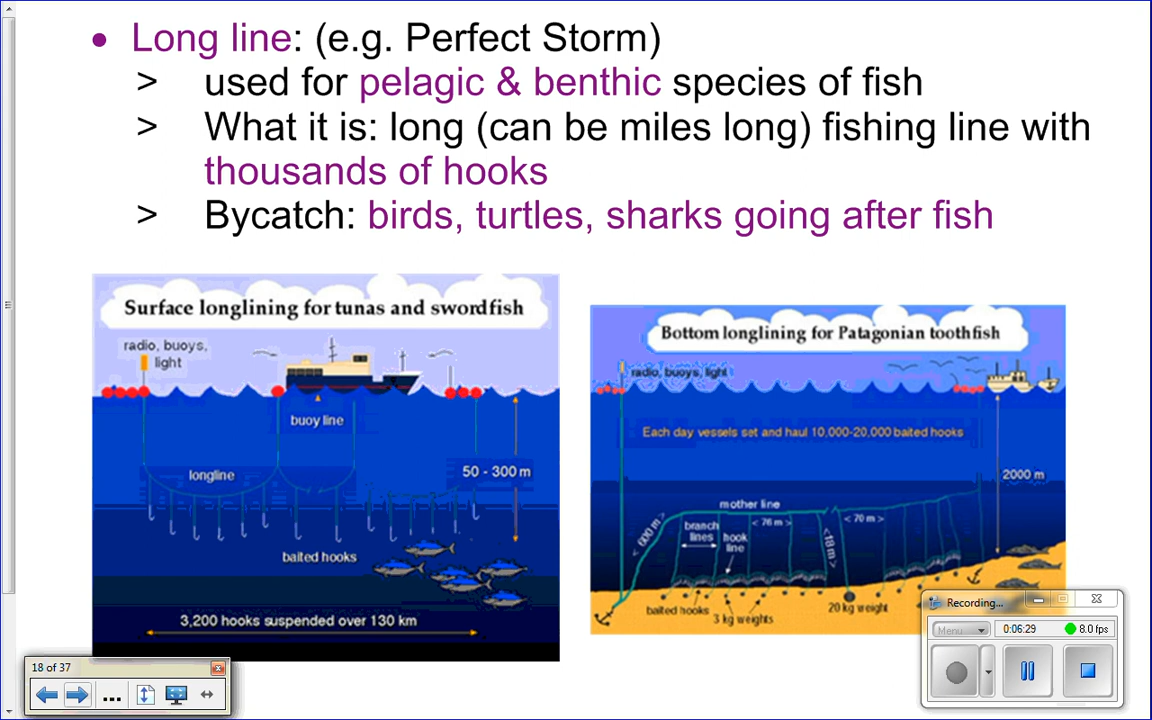 • Long line: (e.g. Perfect Storm)
> used for pelagic & benthic species of fish
> What it is: long (can be miles long) fishing line with
thousands of hooks
> Bycatch: birds, turtles, sharks going after fish
Surface longlining for tunas and swordfish
radio, buoys,
light
buoy line
longline
50 - 300 m
baited hooks
3,200 hooks suspended over 130 km
Bottom longlining for Patagonian toothfish
radio, buoys, light
Each day vessels set and haul 10,000-20,000 baited hooks
2000 m
mother line
< 600 m >
branch
lines
hook
line
< 76 m >
<18 m>
< 70 m >
baited hooks
3 kg weights
20 kg weight
Recording...
Menu
0:06:29
8.0 fps
18 of 37